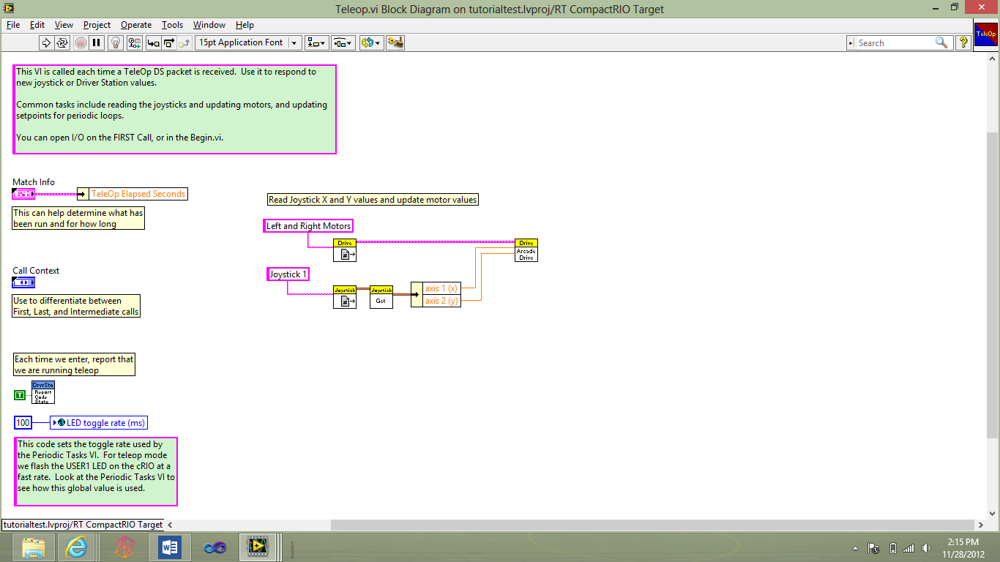 Teleop.vi Block Diagram on tutorialtest.lvproj/RT CompactRIO Target
File Edit View Project Operate Tools Window Help
15pt Application Font
Search
TeleOp
This VI is called each time a TeleOp DS packet is received. Use it to respond to
new joystick or Driver Station values.
Common tasks include reading the joysticks and updating motors, and updating
setpoints for periodic loops.
You can open I/O on the FIRST Call, or in the Begin.vi.
Match Info
TeleOp Elapsed Seconds
This can help determine what has
been run and for how long
Call Context
Use to differentiate between
First, Last, and Intermediate calls
Each time we enter, report that
we are running teleop
DrvrStn
Report
Code
State
T
100
LED toggle rate (ms)
This code sets the toggle rate used by
the Periodic Tasks VI. For teleop mode
we flash the USER1 LED on the cRIO at a
fast rate. Look at the Periodic Tasks VI to
see how this global value is used.
Read Joystick X and Y values and update motor values
Left and Right Motors
Drive
#
Drive
Arcade
Drive
Joystick 1
Joystick
#
Joystick
Get
axis 1 (x)
axis 2 (y)
tutorialtest.lvproj/RT CompactRIO Target
2:15 PM
11/28/2012